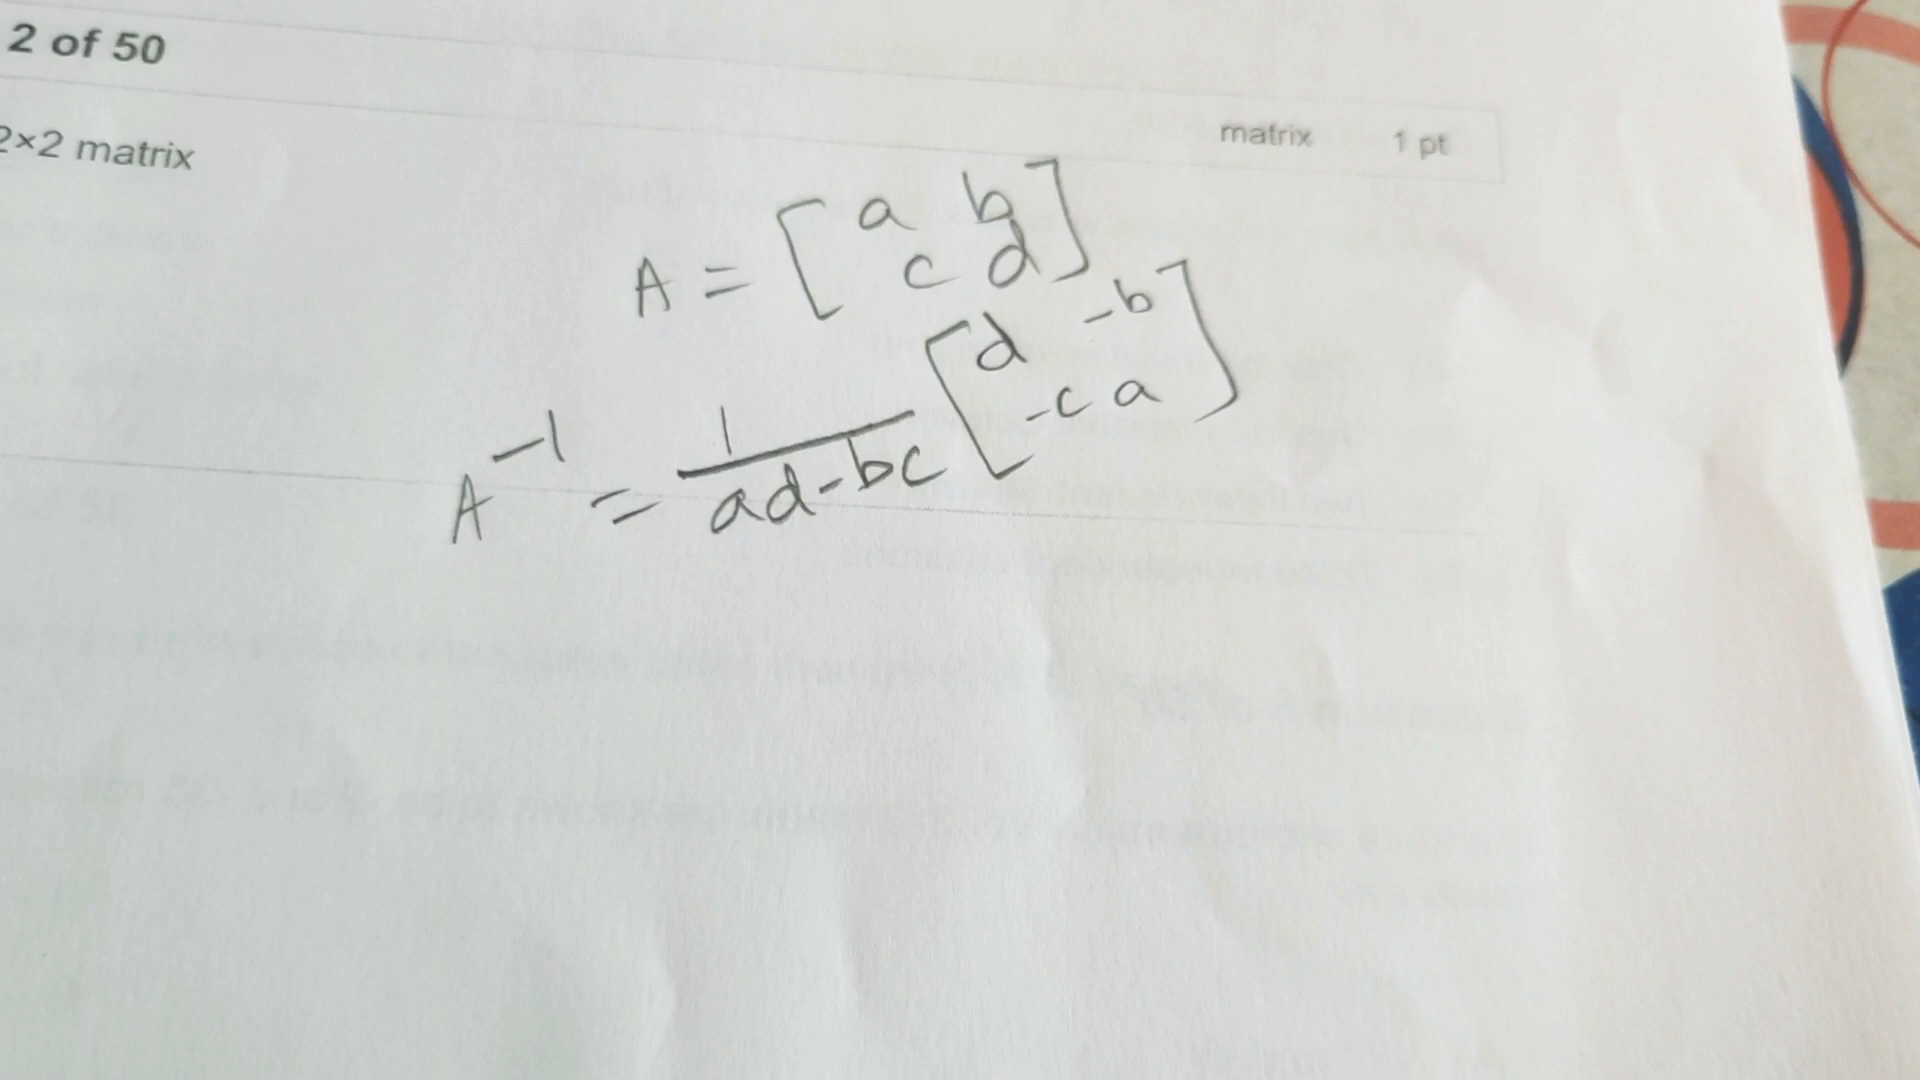 2 of 50
matrix 1 pt
2×2 matrix
A = [ a b
c d ]
A⁻¹ = 1/(ad-bc) [ d -b
-c a ]